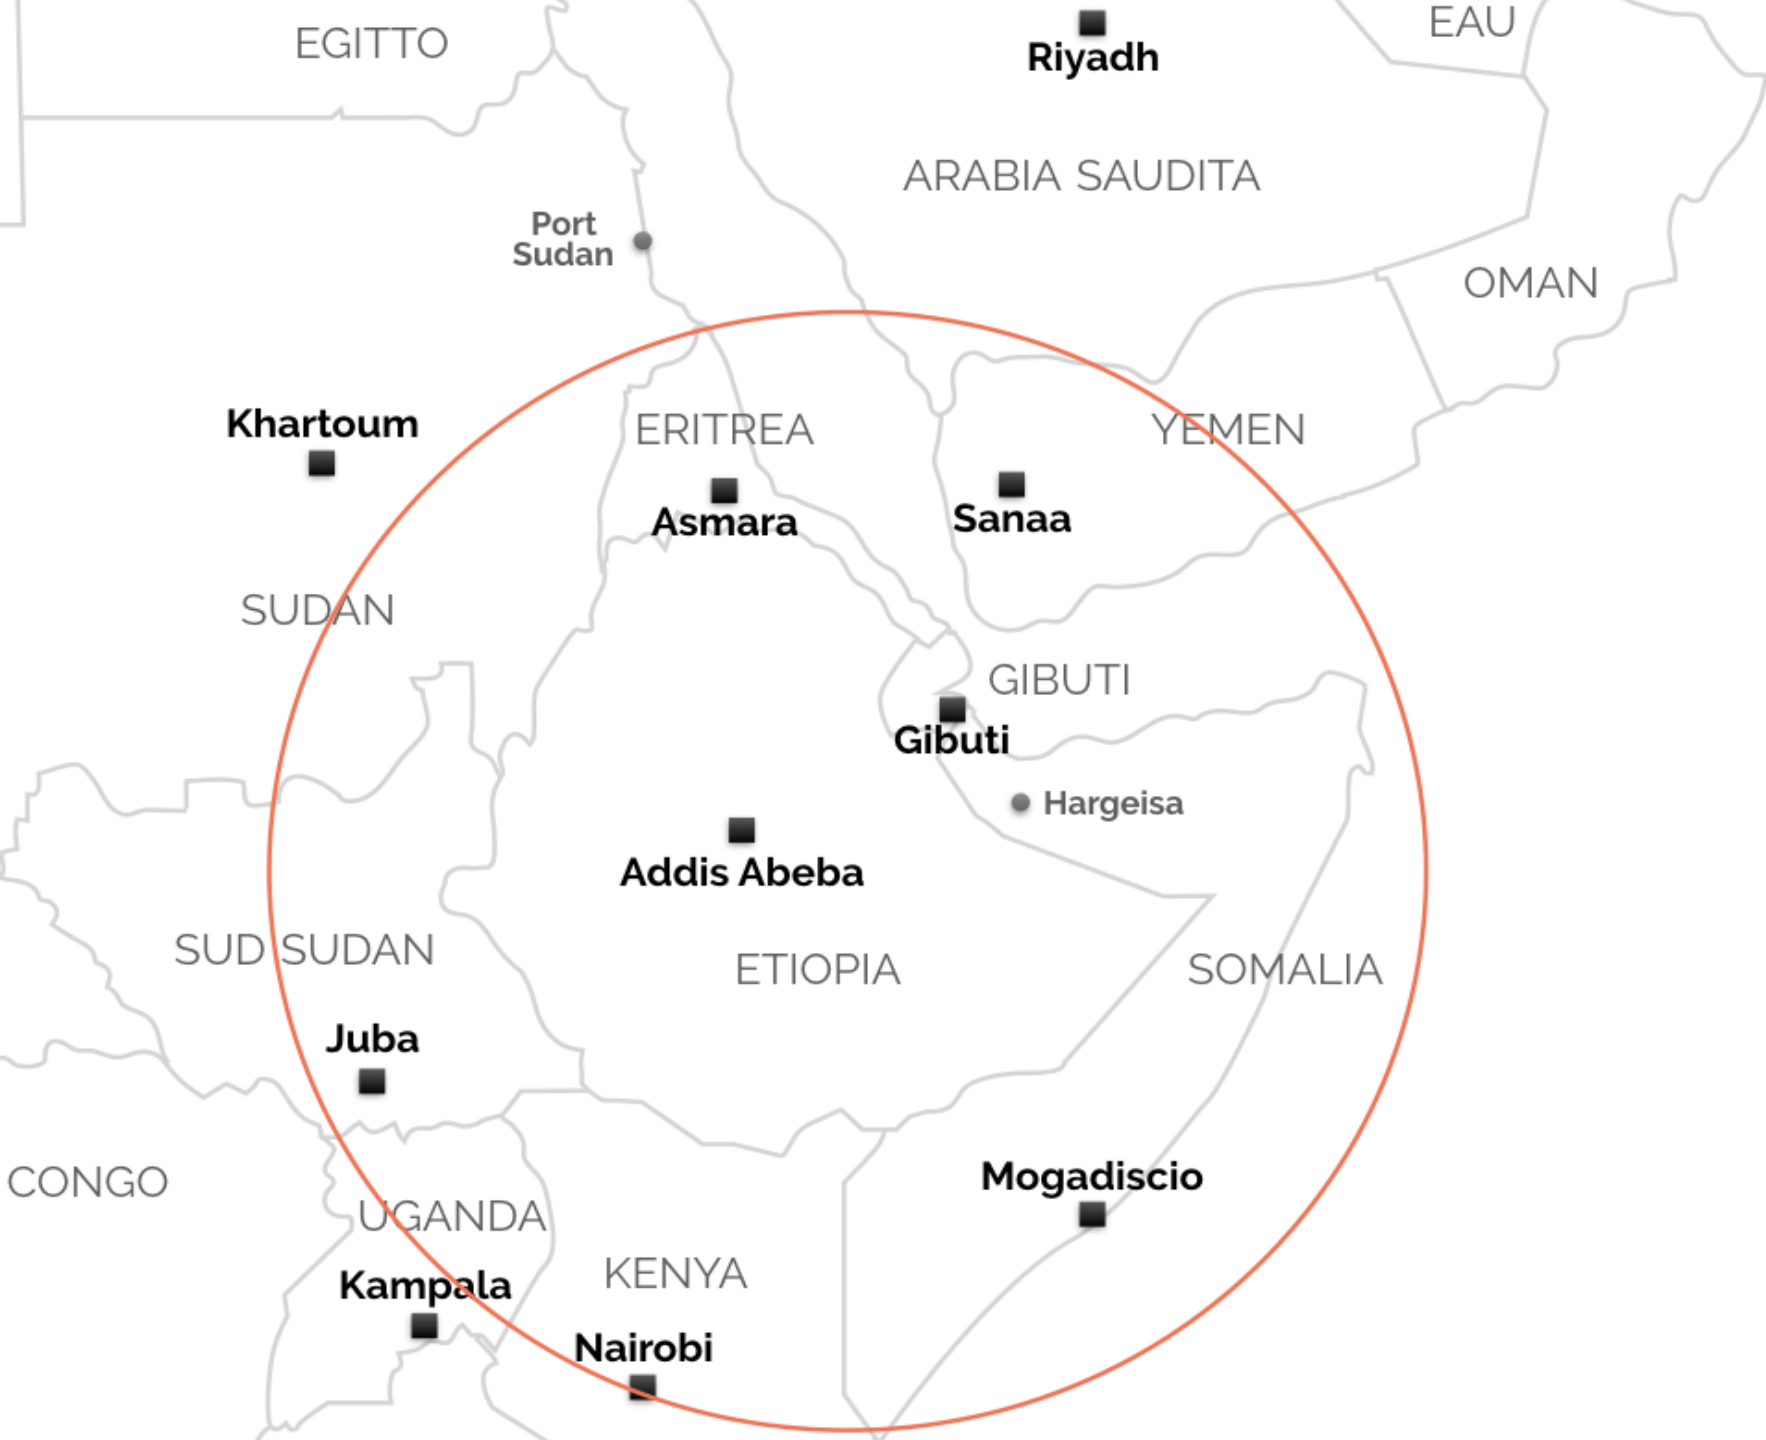 EAU
EGITTO
Riyadh
ARABIA SAUDITA
Port
Sudan
OMAN
Khartoum
ERITREA
YEMEN
Asmara
Sanaa
SUDAN
GIBUTI
Gibuti
Hargeisa
Addis Abeba
SUD SUDAN
ETIOPIA
SOMALIA
Juba
CONGO
Mogadiscio
UGANDA
KENYA
Kampala
Nairobi